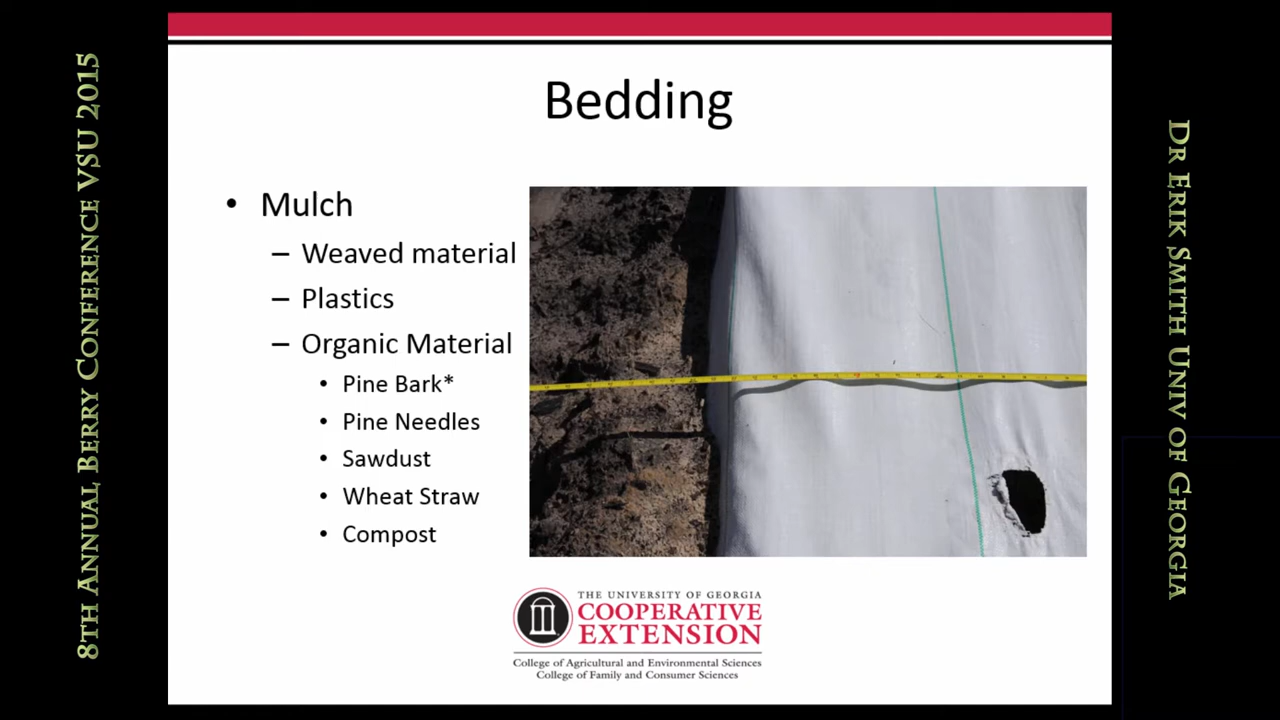 8TH ANNUAL BERRY CONFERENCE VSU 2015
Bedding
• Mulch
– Weaved material
– Plastics
– Organic Material
• Pine Bark*
• Pine Needles
• Sawdust
• Wheat Straw
• Compost
THE UNIVERSITY OF GEORGIA
COOPERATIVE
EXTENSION
College of Agricultural and Environmental Sciences
College of Family and Consumer Sciences
DR ERIK SMITH UNIV OF GEORGIA